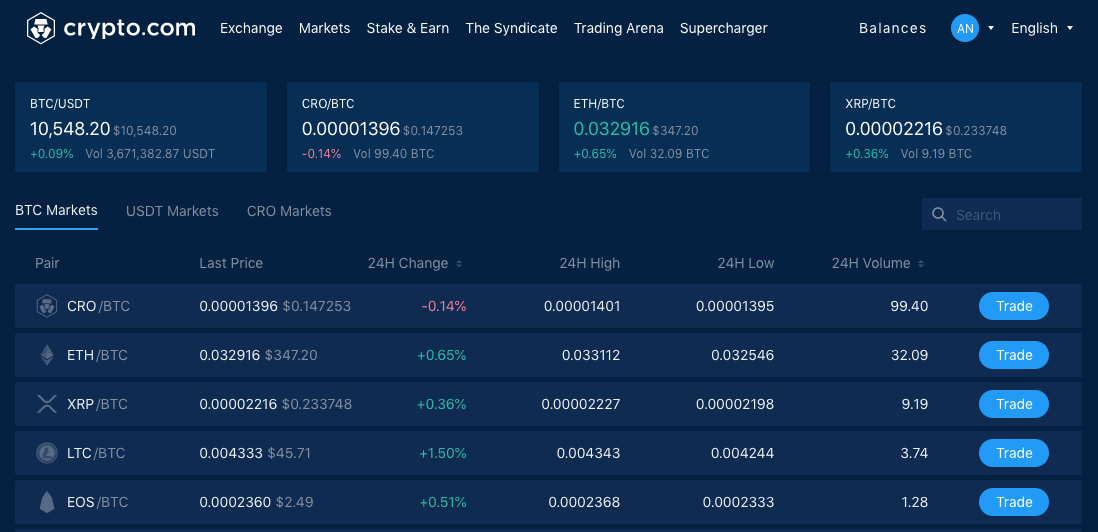 crypto.com Exchange Markets Stake & Earn The Syndicate Trading Arena Supercharger Balances AN English
BTC/USDT CRO/BTC ETH/BTC XRP/BTC
10,548.20 $10,548.20 0.00001396 $0.147253 0.032916 $347.20 0.00002216 $0.233748
+0.09% Vol 3,671,382.87 USDT -0.14% Vol 99.40 BTC +0.65% Vol 32.09 BTC +0.36% Vol 9.19 BTC
BTC Markets USDT Markets CRO Markets Search
Pair Last Price 24H Change 24H High 24H Low 24H Volume
CRO/BTC 0.00001396 $0.147253 -0.14% 0.00001401 0.00001395 99.40 Trade
ETH/BTC 0.032916 $347.20 +0.65% 0.033112 0.032546 32.09 Trade
XRP/BTC 0.00002216 $0.233748 +0.36% 0.00002227 0.00002198 9.19 Trade
LTC/BTC 0.004333 $45.71 +1.50% 0.004343 0.004244 3.74 Trade
EOS/BTC 0.0002360 $2.49 +0.51% 0.0002368 0.0002333 1.28 Trade